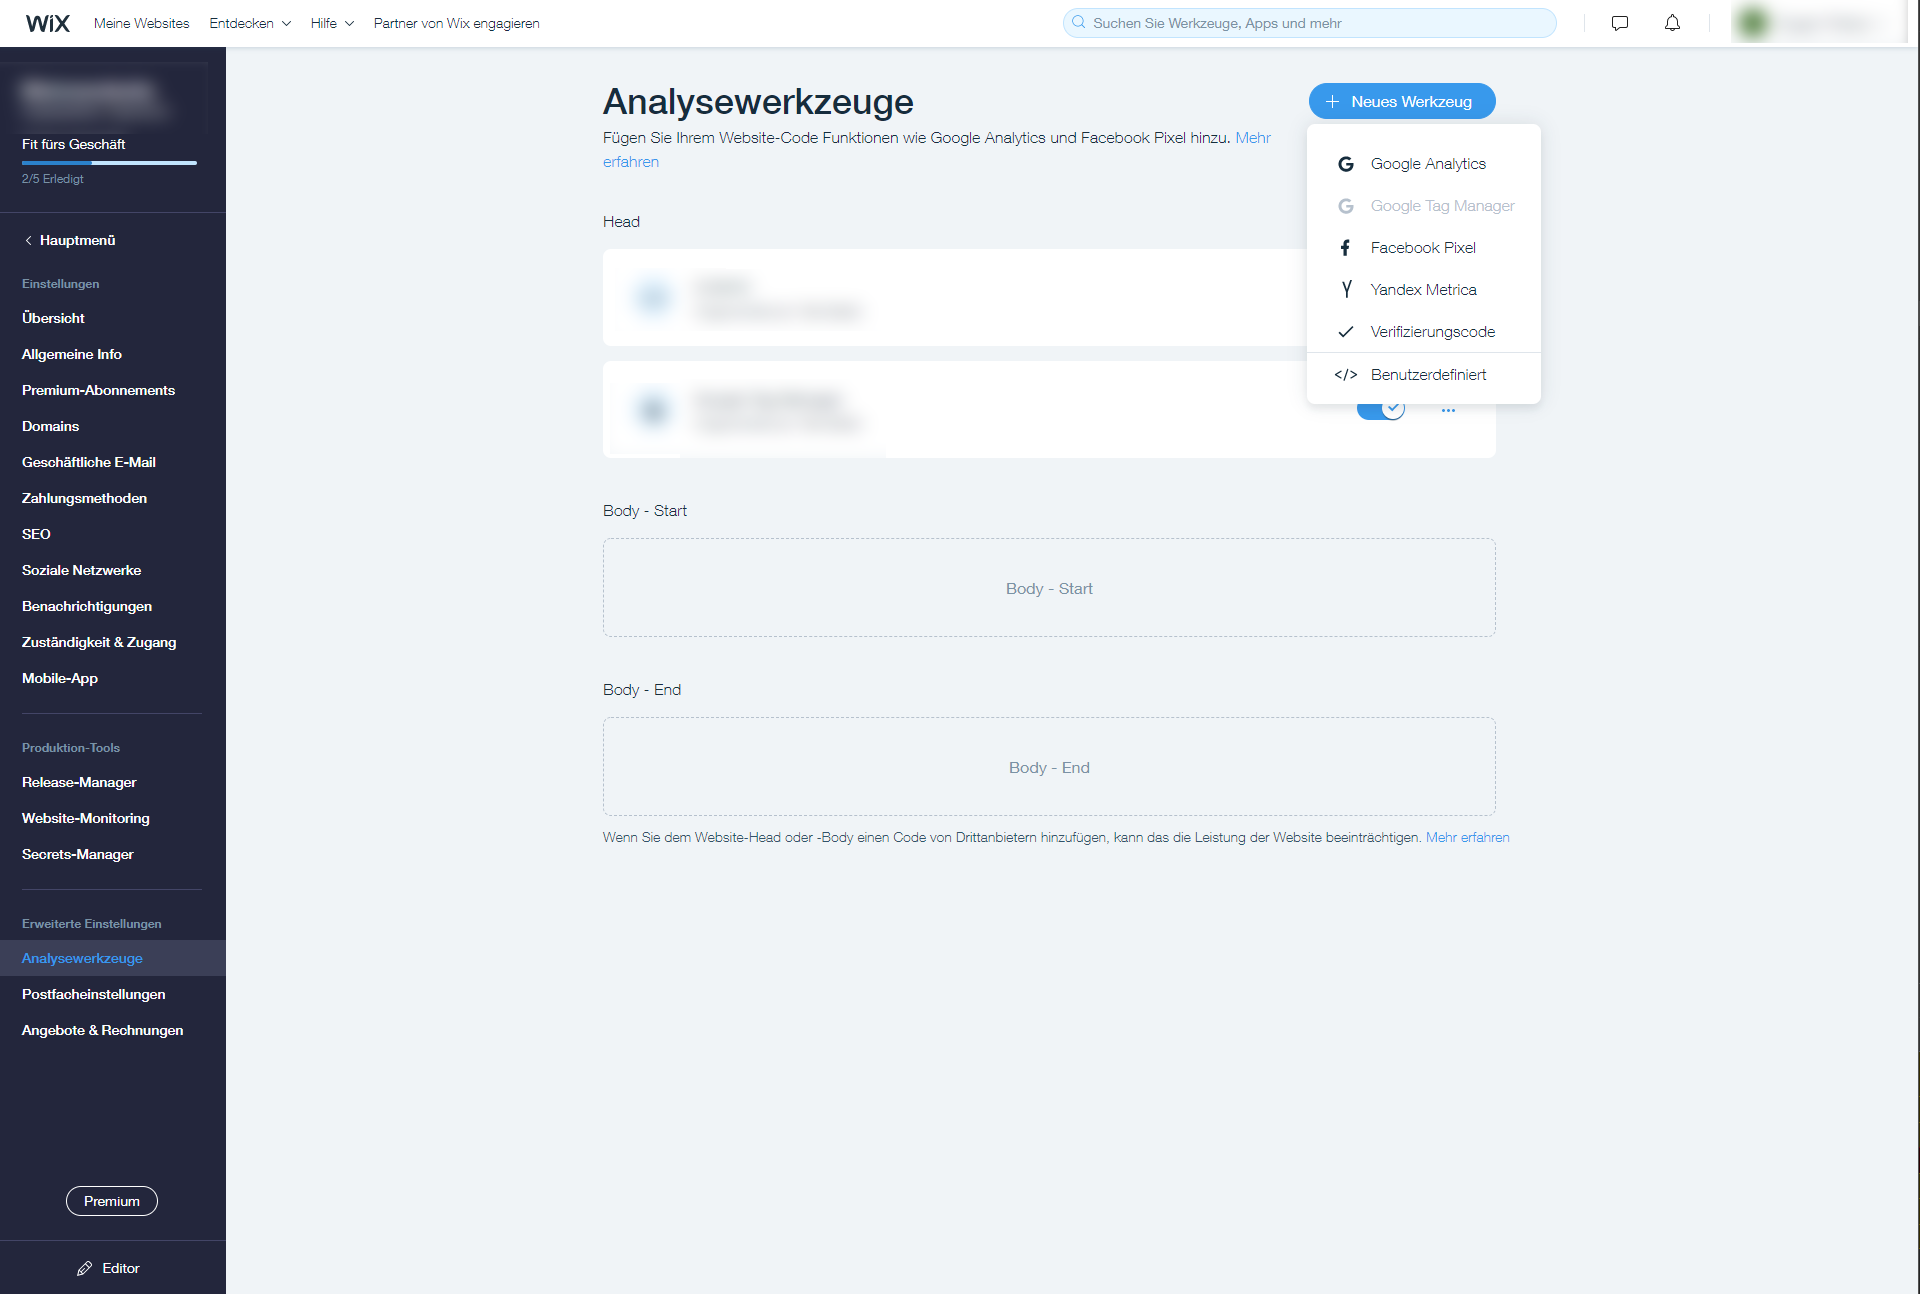 WiX
Meine Websites
Entdecken
Hilfe
Partner von Wix engagieren
Suchen Sie Werkzeuge, Apps und mehr
Fit fürs Geschäft
2/5 Erledigt
Hauptmenü
Einstellungen
Übersicht
Allgemeine Info
Premium-Abonnements
Domains
Geschäftliche E-Mail
Zahlungsmethoden
SEO
Soziale Netzwerke
Benachrichtigungen
Zuständigkeit & Zugang
Mobile-App
Produktion-Tools
Release-Manager
Website-Monitoring
Secrets-Manager
Erweiterte Einstellungen
Analysewerkzeuge
Postfacheinstellungen
Angebote & Rechnungen
Premium
Editor
Analysewerkzeuge
Fügen Sie Ihrem Website-Code Funktionen wie Google Analytics und Facebook Pixel hinzu. Mehr
erfahren
+ Neues Werkzeug
Google Analytics
Google Tag Manager
Facebook Pixel
Yandex Metrica
Verifizierungscode
</> Benutzerdefiniert
Head
Body - Start
Body - Start
Body - End
Body - End
Wenn Sie dem Website-Head oder -Body einen Code von Drittanbietern hinzufügen, kann das die Leistung der Website beeinträchtigen. Mehr erfahren